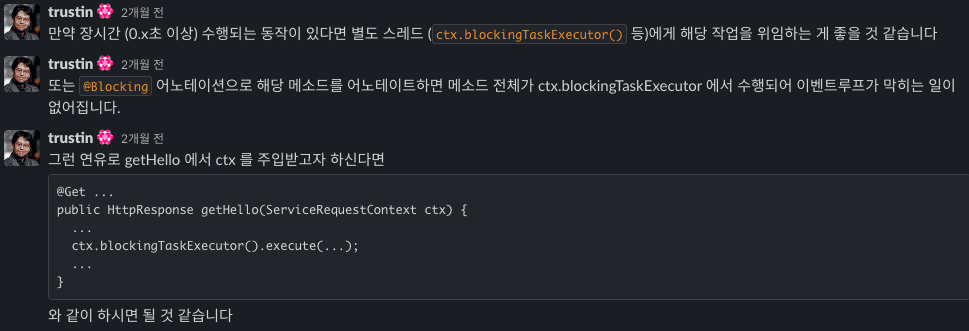 trustin 2개월 전
만약 장시간 (0.x초 이상) 수행되는 동작이 있다면 별도 스레드 (ctx.blockingTaskExecutor() 등)에게 해당 작업을 위임하는 게 좋을 것 같습니다
trustin 2개월 전
또는 @Blocking 어노테이션으로 해당 메소드를 어노테이트하면 메소드 전체가 ctx.blockingTaskExecutor 에서 수행되어 이벤트루프가 막히는 일이
없어집니다.
trustin 2개월 전
그런 연유로 getHello 에서 ctx 를 주입받고자 하신다면
@Get ...
public HttpResponse getHello(ServiceRequestContext ctx) {
...
ctx.blockingTaskExecutor().execute(...);
...
}
와 같이 하시면 될 것 같습니다